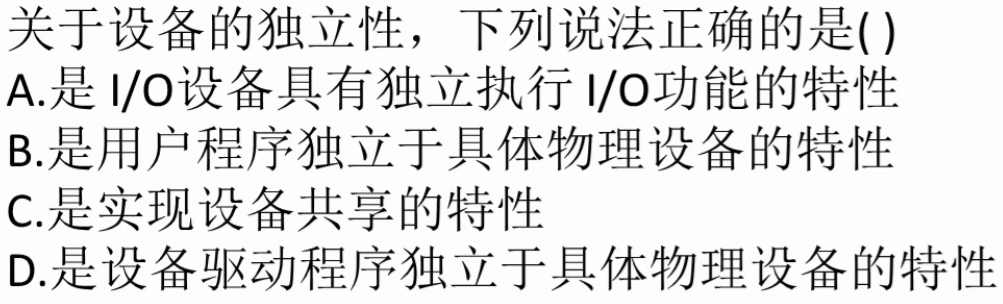 关于设备的独立性，下列说法正确的是( )
A.是 I/O设备具有独立执行 I/O功能的特性
B.是用户程序独立于具体物理设备的特性
C.是实现设备共享的特性
D.是设备驱动程序独立于具体物理设备的特性